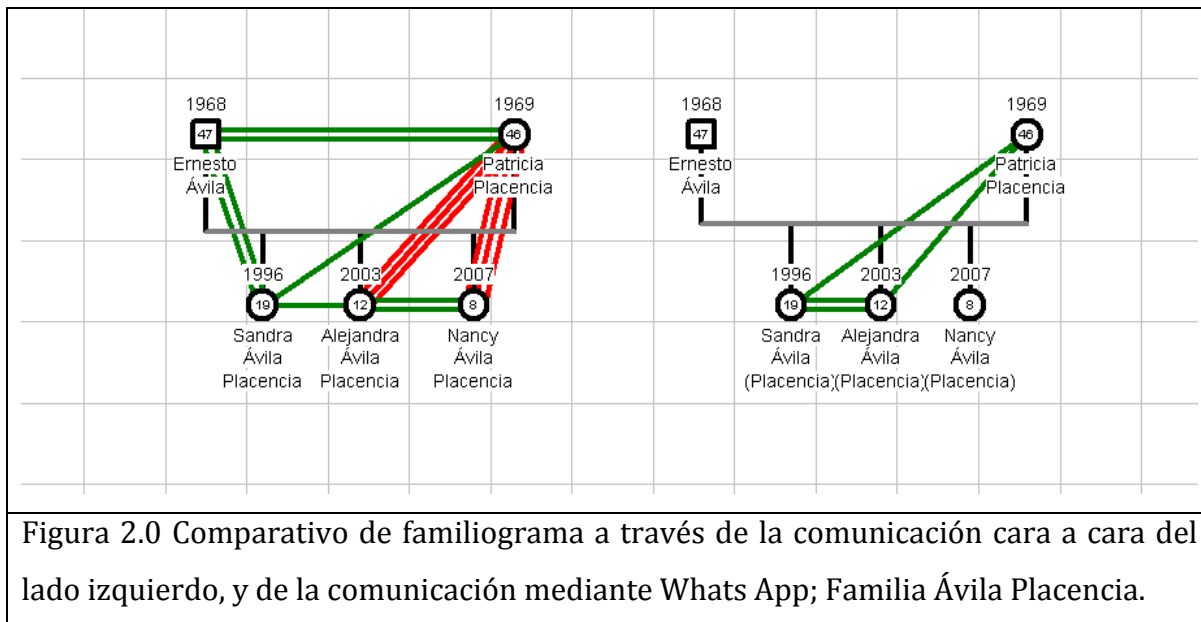 1968
1969
47
46
Ernesto
Ávila
Patricia
Placencia
1996
2003
2007
19
12
8
Sandra
Ávila
Placencia
Alejandra
Ávila
Placencia
Nancy
Ávila
Placencia
1968
1969
47
46
Ernesto
Ávila
Patricia
Placencia
1996
2003
2007
19
12
8
Sandra
Ávila
(Placencia)
Alejandra
Ávila
(Placencia)
Nancy
Ávila
(Placencia)
Figura 2.0 Comparativo de familiograma a través de la comunicación cara a cara del
lado izquierdo, y de la comunicación mediante Whats App; Familia Ávila Placencia.